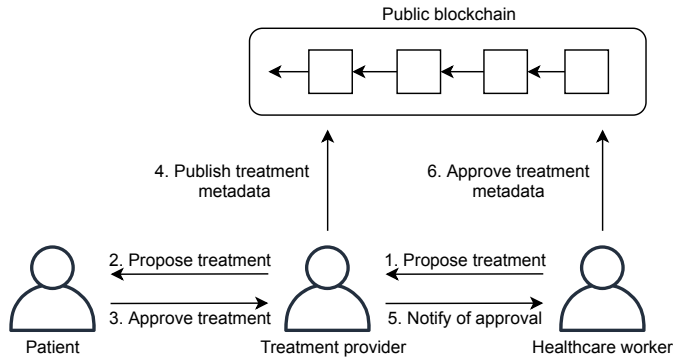 Public blockchain
4. Publish treatment
metadata
6. Approve treatment
metadata
2. Propose treatment
1. Propose treatment
3. Approve treatment
5. Notify of approval
Patient
Treatment provider
Healthcare worker